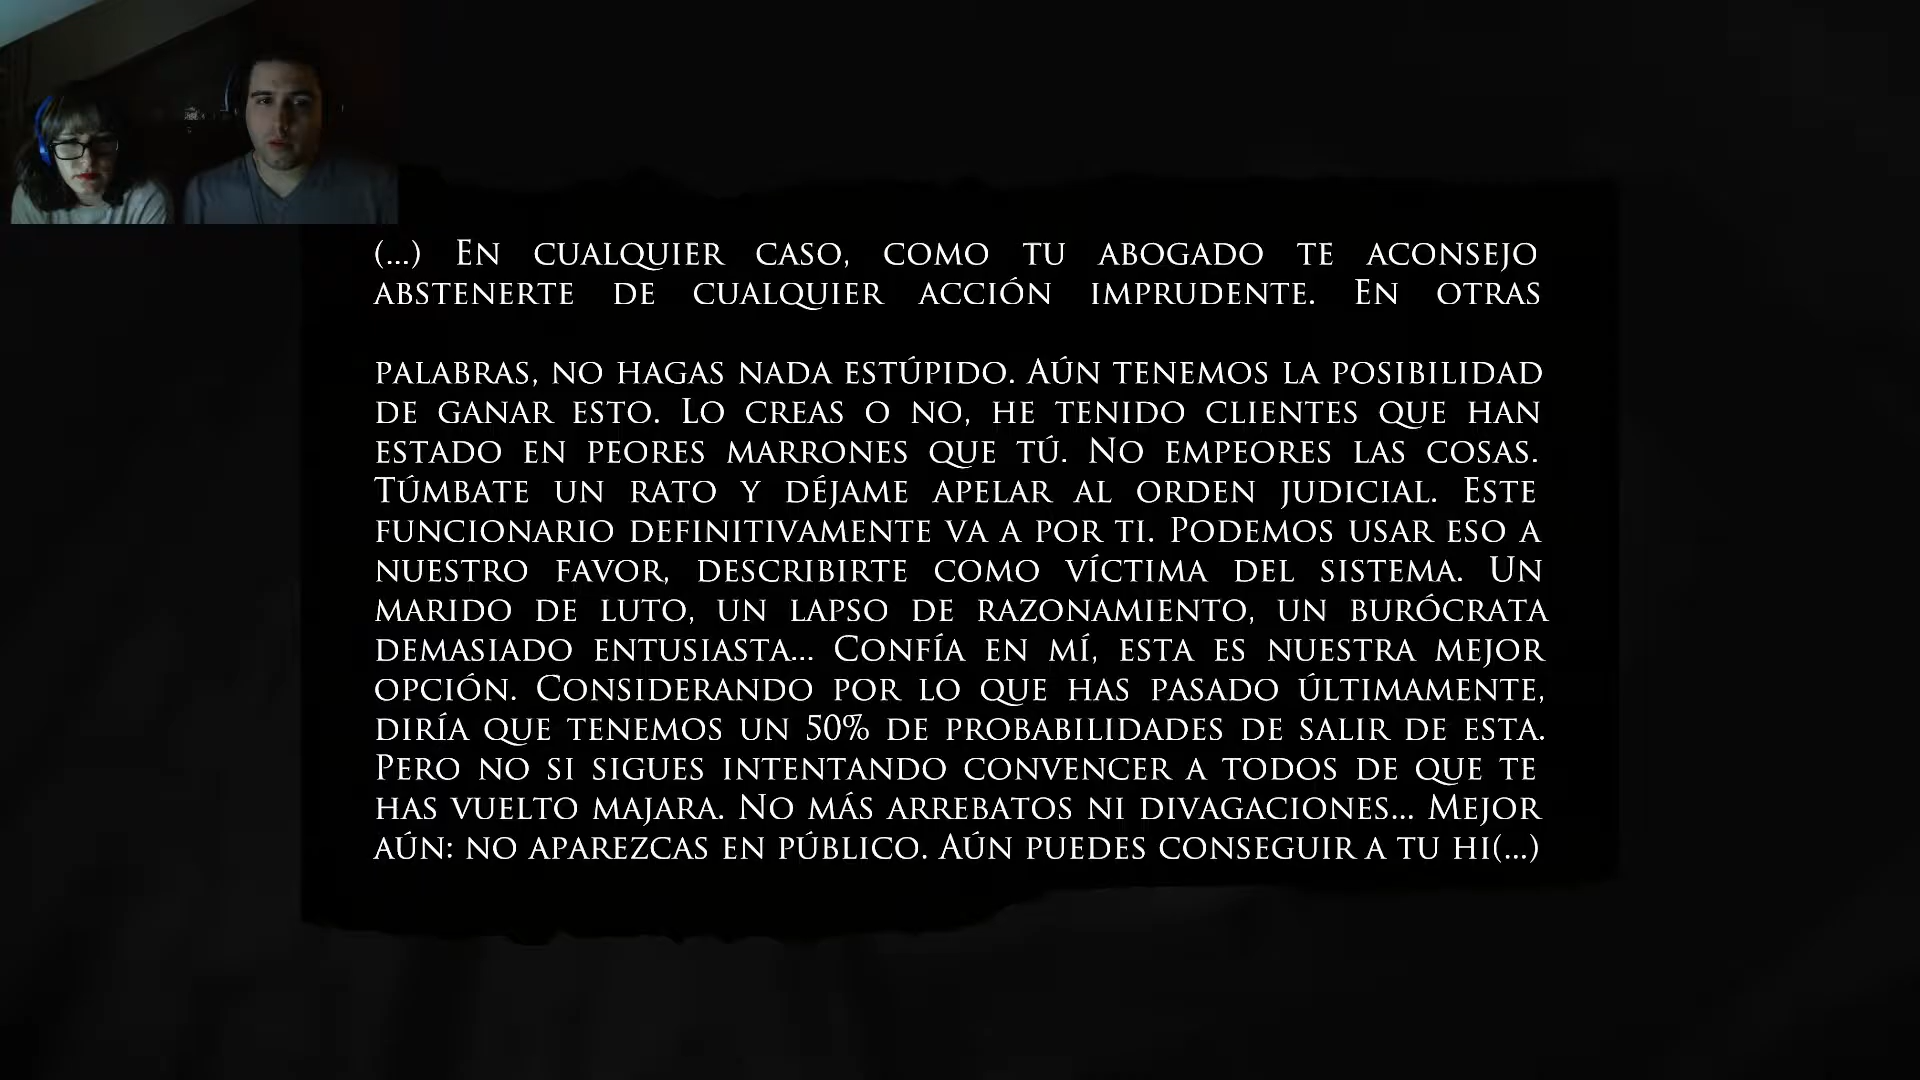 (...) En cualquier caso, como tu abogado te aconsejo
abstenerte de cualquier acción imprudente. En otras
palabras, no hagas nada estúpido. Aún tenemos la posibilidad
de ganar esto. Lo creas o no, he tenido clientes que han
estado en peores marrones que tú. No empeores las cosas.
Túmbate un rato y déjame apelar al orden judicial. Este
funcionario definitivamente va a por ti. Podemos usar eso a
nuestro favor, describirte como víctima del sistema. Un
marido de luto, un lapso de razonamiento, un burócrata
demasiado entusiasta... Confía en mí, esta es nuestra mejor
opción. Considerando por lo que has pasado últimamente,
diría que tenemos un 50% de probabilidades de salir de esta.
Pero no si sigues intentando convencer a todos de que te
has vuelto majara. No más arrebatos ni divagaciones... Mejor
aún: no aparezcas en público. Aún puedes conseguir a tu hi(...)